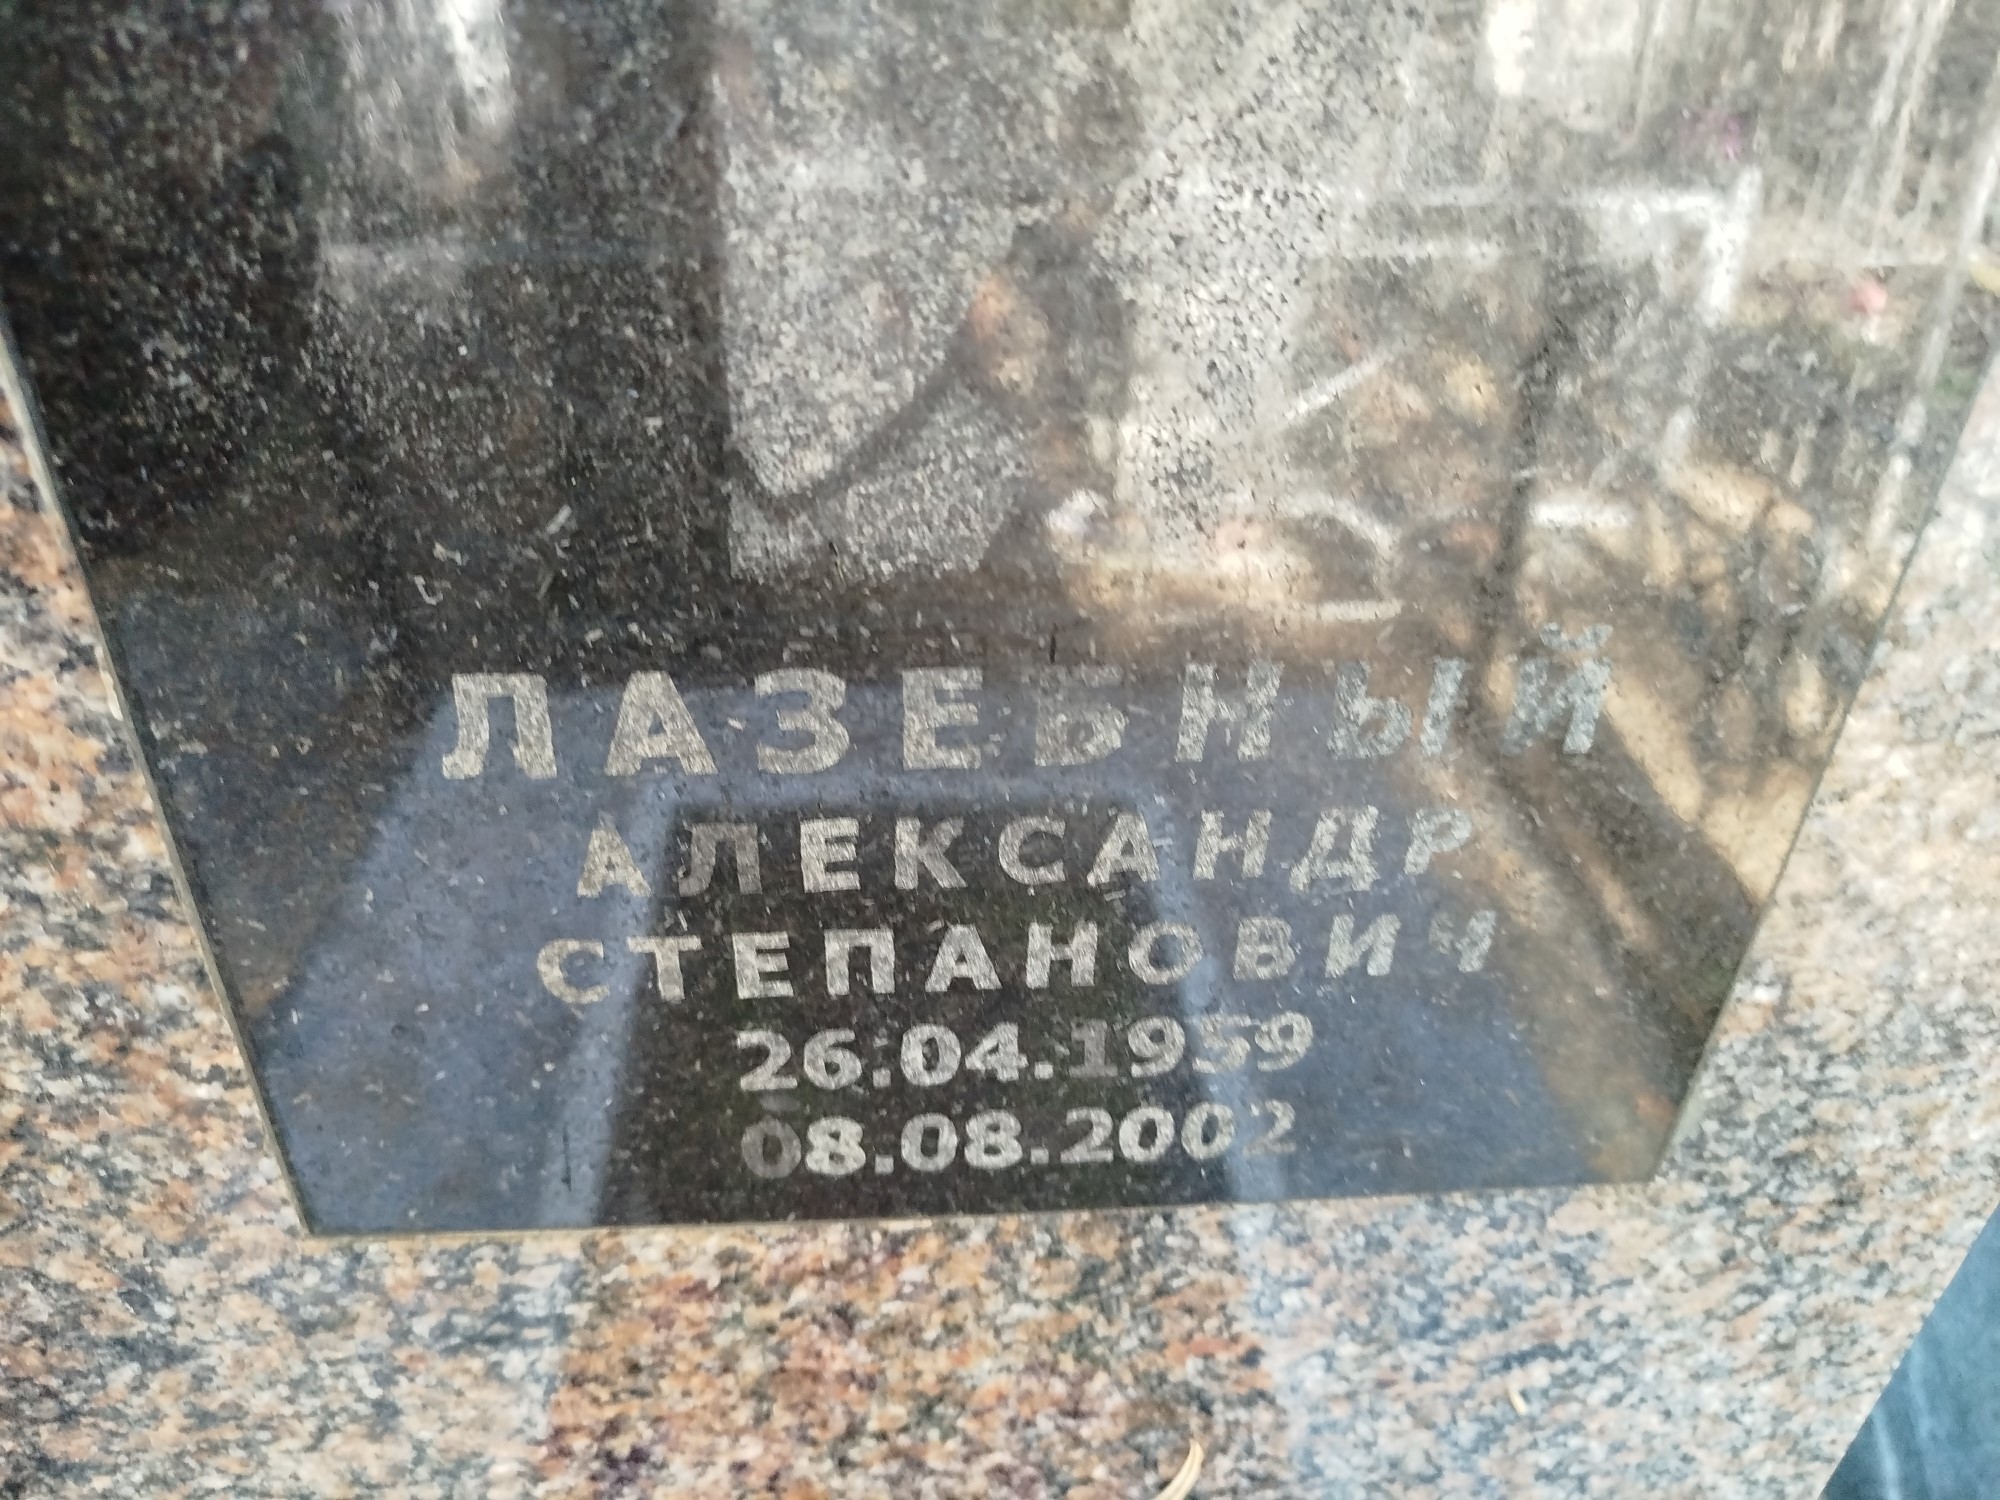 ЛАЗЕБНЫЙ
АЛЕКСАНДР
СТЕПАНОВИЧ
26.04.1959
08.08.2002